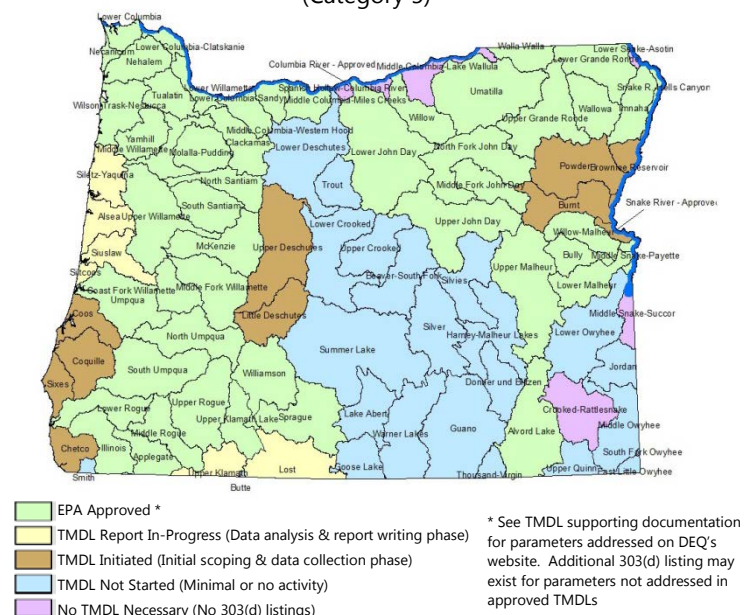 (Category 5)
Lower Columbia
Necanicum
Lower Columbia-Clatskanie
Nehalem
Columbia River - Approved
Walla Walla
Middle Columbia-Lake Wallula
Lower Snake-Asotin
Lower Grande Ronde
Tualatin
Lower Willamette
Lower Columbia-Sandy
Middle Columbia-Miles Creeks
Umatilla
Snake R
Hells Canyon
Imnaha
Wallowa
Wilson-Trask-Nestucca
Willow
Upper Grande Ronde
Yamhill
Middle Columbia-Western Hood
Middle Willamette
Molalla-Pudding
Clackamas
Lower Deschutes
Lower John Day
North Fork John Day
Powder
Brownlee Reservoir
Siletz-Yaquina
North Santiam
Trout
Middle Fork John Day
Burnt
Snake River - Approved
Alsea
Upper Willamette
South Santiam
Lower Crooked
Upper John Day
Willow-Malheur
Siuslaw
McKenzie
Upper Deschutes
Upper Crooked
Bully
Middle Snake-Payette
Siltcoos
Beaver-South Fork
Silvies
Upper Malheur
Coast Fork Willamette
Middle Fork Willamette
Lower Malheur
Umpqua
Coos
Little Deschutes
Middle Snake-Succor
North Umpqua
Silver
Harney-Malheur Lakes
Lower Owyhee
Coquille
Summer Lake
Jordan
Sixes
South Umpqua
Williamson
Donner und Blitzen
Lower Rogue
Upper Rogue
Upper Klamath Lake
Sprague
Lake Abert
Guano
Crooked-Rattlesnake
Middle Owyhee
Middle Rogue
Warner Lakes
Alvord Lake
Chetco
Illinois
Applegate
South Fork Owyhee
Smith
Upper Klamath
Lost
Goose Lake
Thousand-Virgin
Upper Quinn
East Little Owyhee
Butte
EPA Approved *
TMDL Report In-Progress (Data analysis & report writing phase)
TMDL Initiated (Initial scoping & data collection phase)
TMDL Not Started (Minimal or no activity)
No TMDL Necessary (No 303(d) listings)
* See TMDL supporting documentation
for parameters addressed on DEQ's
website. Additional 303(d) listing may
exist for parameters not addressed in
approved TMDLs